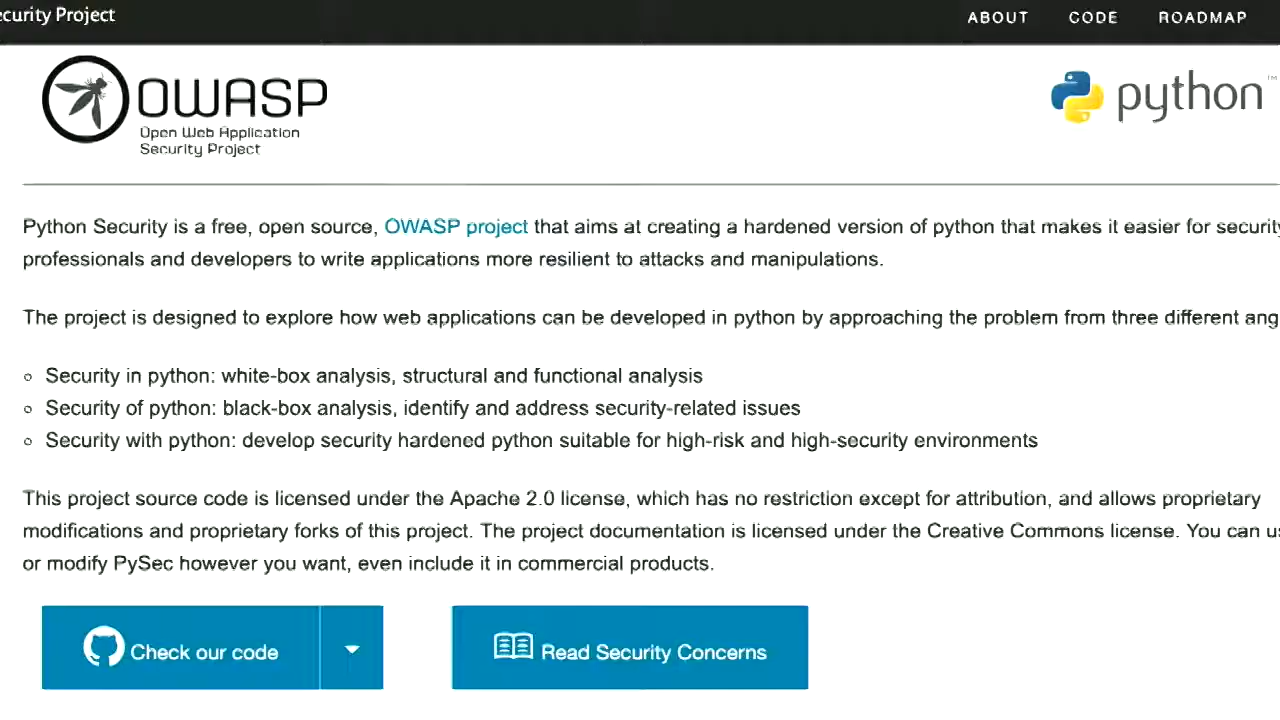 Security Project
ABOUT CODE ROADMAP
OWASP
Open Web Application
Security Project
python ™
Python Security is a free, open source, OWASP project that aims at creating a hardened version of python that makes it easier for security
professionals and developers to write applications more resilient to attacks and manipulations.
The project is designed to explore how web applications can be developed in python by approaching the problem from three different ang
Security in python: white-box analysis, structural and functional analysis
Security of python: black-box analysis, identify and address security-related issues
Security with python: develop security hardened python suitable for high-risk and high-security environments
This project source code is licensed under the Apache 2.0 license, which has no restriction except for attribution, and allows proprietary
modifications and proprietary forks of this project. The project documentation is licensed under the Creative Commons license. You can us
or modify PySec however you want, even include it in commercial products.
Check our code
Read Security Concerns